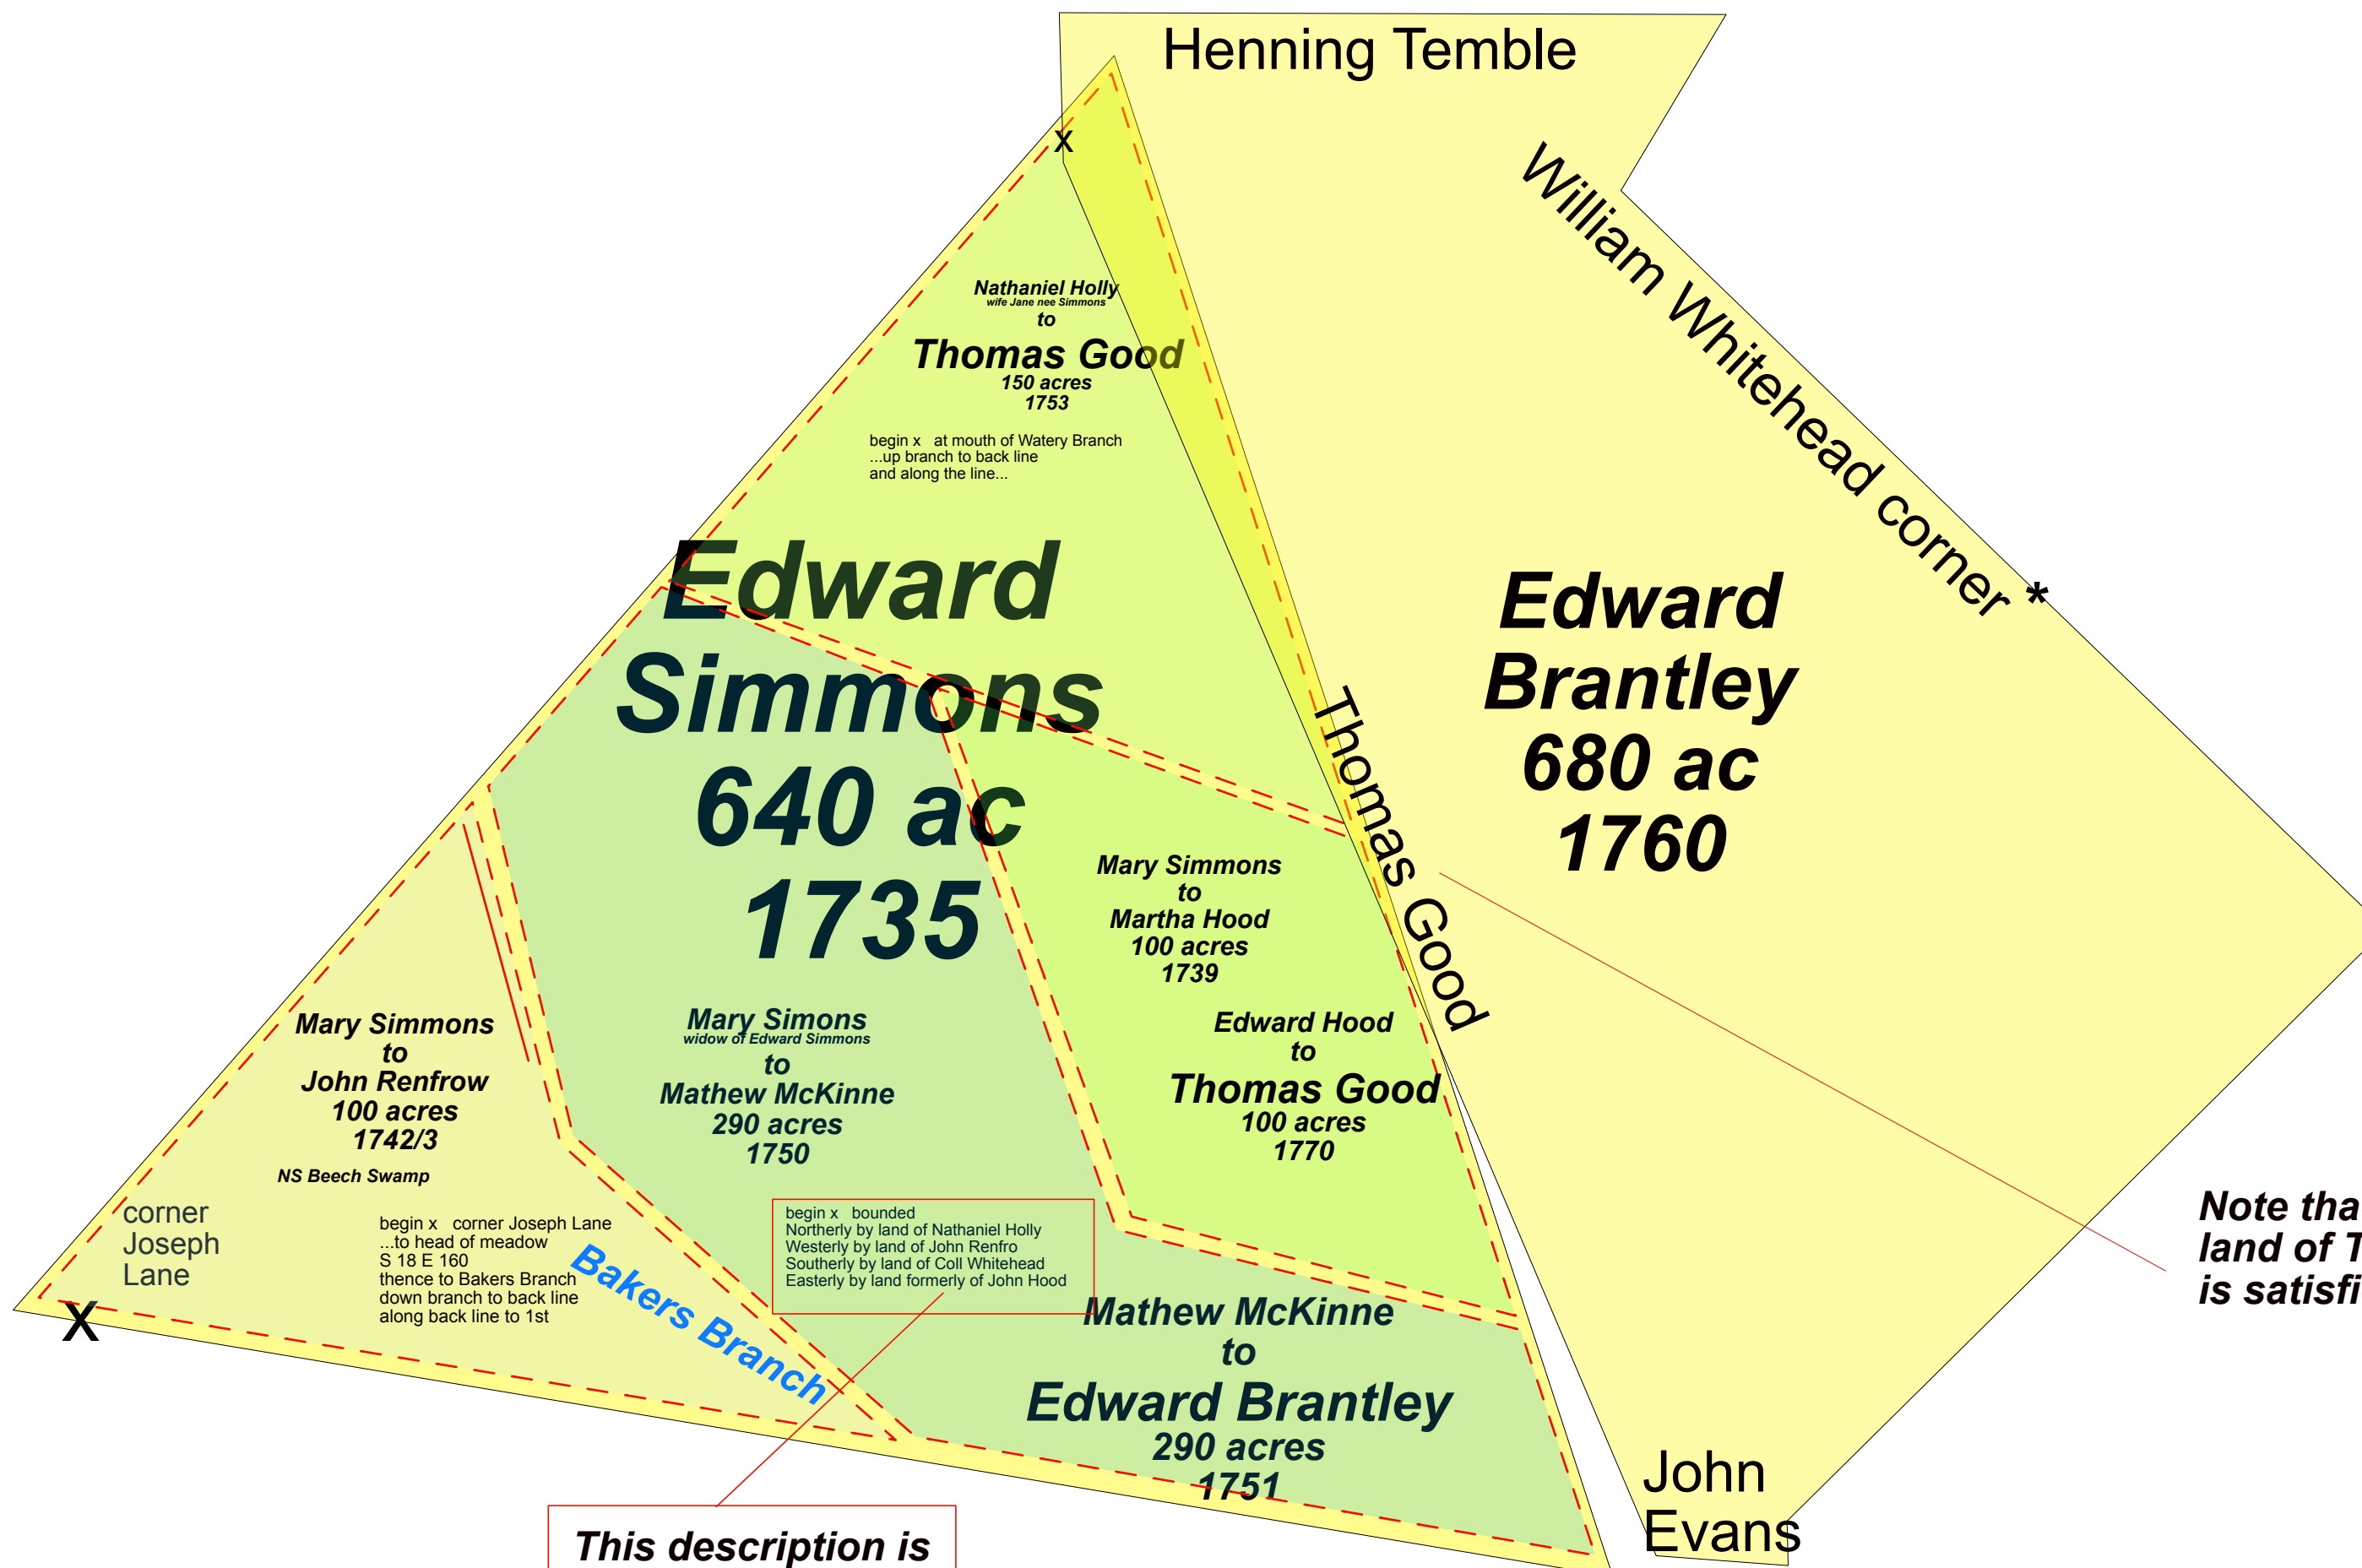 Henning Temble
x
William Whitehead corner *
Nathaniel Holly
wife Jane nee Simmons
to
Thomas Good
150 acres
1753
begin x   at mouth of Watery Branch
...up branch to back line
and along the line...
Edward
Simmons
640 ac
1735
Edward
Brantley
680 ac
1760
Thomas Good
Mary Simmons
to
Martha Hood
100 acres
1739
Edward Hood
to
Thomas Good
100 acres
1770
Mary Simmons
to
John Renfrow
100 acres
1742/3
NS Beech Swamp
Mary Simons
widow of Edward Simmons
to
Mathew McKinne
290 acres
1750
corner
Joseph
Lane
X
begin x   corner Joseph Lane
...to head of meadow
S 18 E 160
thence to Bakers Branch
down branch to back line
along back line to 1st
Bakers Branch
begin x   bounded
Northerly by land of Nathaniel Holly
Westerly by land of John Renfro
Southerly by land of Coll Whitehead
Easterly by land formerly of John Hood
Mathew McKinne
to
Edward Brantley
290 acres
1751
Note tha
land of T
is satisfi
John
Evans
This description is